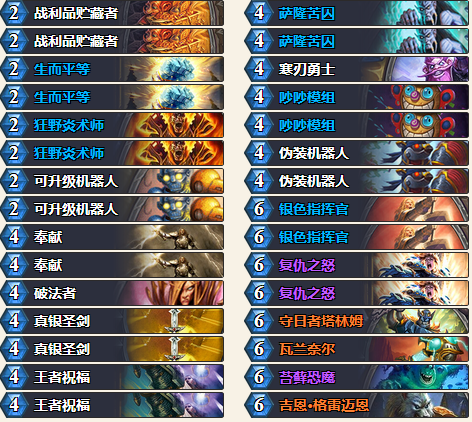 2 战利品贮藏者
2 战利品贮藏者
2 生而平等
2 生而平等
2 狂野炎术师
2 狂野炎术师
2 可升级机器人
2 可升级机器人
4 奉献
4 奉献
4 破法者
4 真银圣剑
4 真银圣剑
4 王者祝福
4 王者祝福
4 萨隆苦囚
4 萨隆苦囚
4 寒刃勇士
4 吵吵模组
4 吵吵模组
4 伪装机器人
4 伪装机器人
6 银色指挥官
6 银色指挥官
6 复仇之怒
6 复仇之怒
6 守日者塔林姆
6 瓦兰奈尔
6 苔藓恐魔
6 吉恩·格雷迈恩